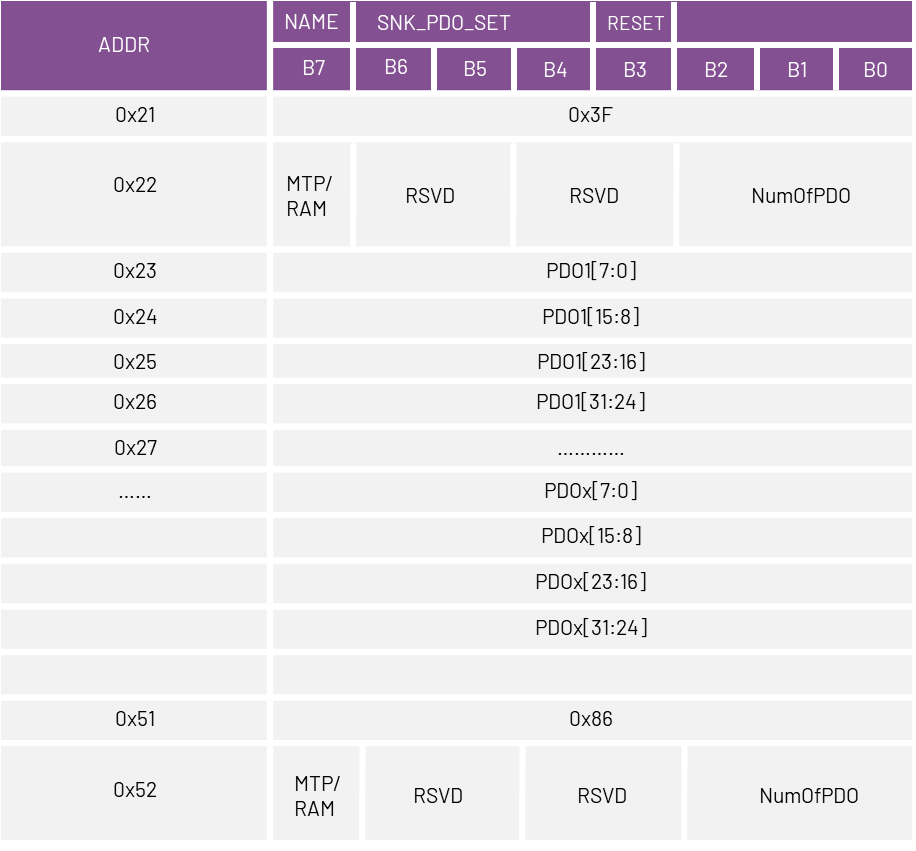 ADDR NAME SNK_PDO_SET RESET
B7 B6 B5 B4 B3 B2 B1 B0
0x21 0x3F
0x22 MTP/
RAM RSVD RSVD NumOfPDO
0x23 PDO1[7:0]
0x24 PDO1[15:8]
0x25 PDO1[23:16]
0x26 PDO1[31:24]
0x27 ............
...... PDOx[7:0]
PDOx[15:8]
PDOx[23:16]
PDOx[31:24]
0x51 0x86
0x52 MTP/
RAM RSVD RSVD NumOfPDO